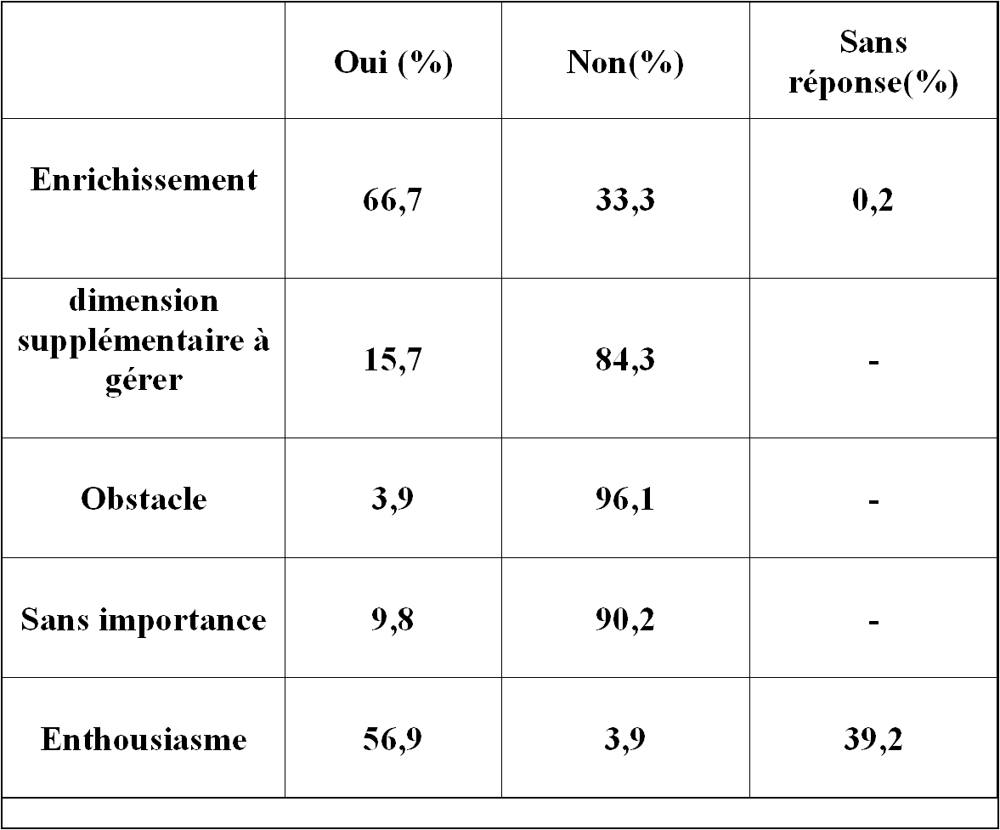 Oui (%) Non(%) Sans
réponse(%)
Enrichissement 66,7 33,3 0,2
dimension
supplémentaire à
gérer 15,7 84,3 -
Obstacle 3,9 96,1 -
Sans importance 9,8 90,2 -
Enthousiasme 56,9 3,9 39,2